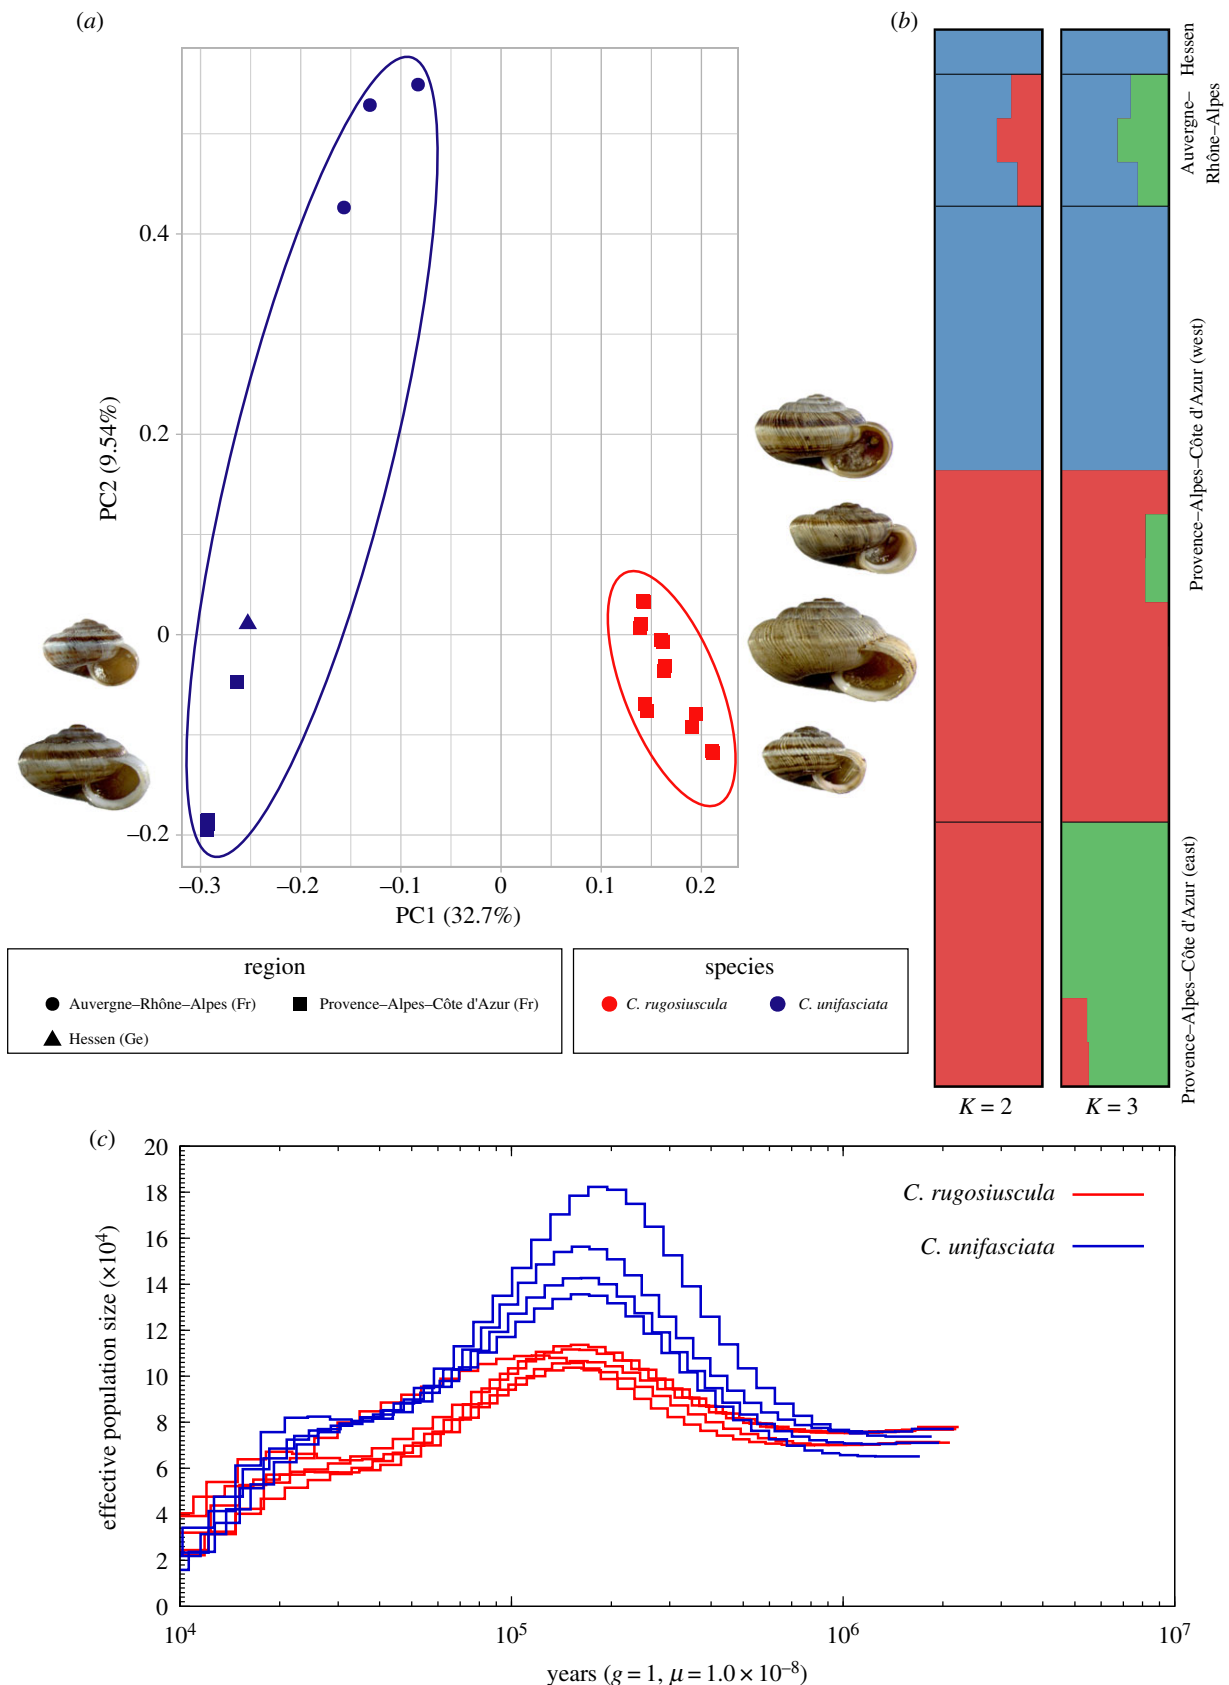 (a)
PC2 (9.54%)
0.4
0.2
0
–0.2
–0.3
–0.2
–0.1
0
0.1
0.2
PC1 (32.7%)
region
Auvergne–Rhône–Alpes (Fr)
Provence–Alpes–Côte d'Azur (Fr)
Hessen (Ge)
species
C. rugosiuscula
C. unifasciata
(b)
Hessen
Auvergne–
Rhône–Alpes
Provence–Alpes–Côte d'Azur (west)
Provence–Alpes–Côte d'Azur (east)
K = 2
K = 3
(c)
effective population size (×10⁴)
20
18
16
14
12
10
8
6
4
2
0
10⁴
10⁵
10⁶
10⁷
years (g = 1, μ = 1.0 × 10⁻⁸)
C. rugosiuscula
C. unifasciata